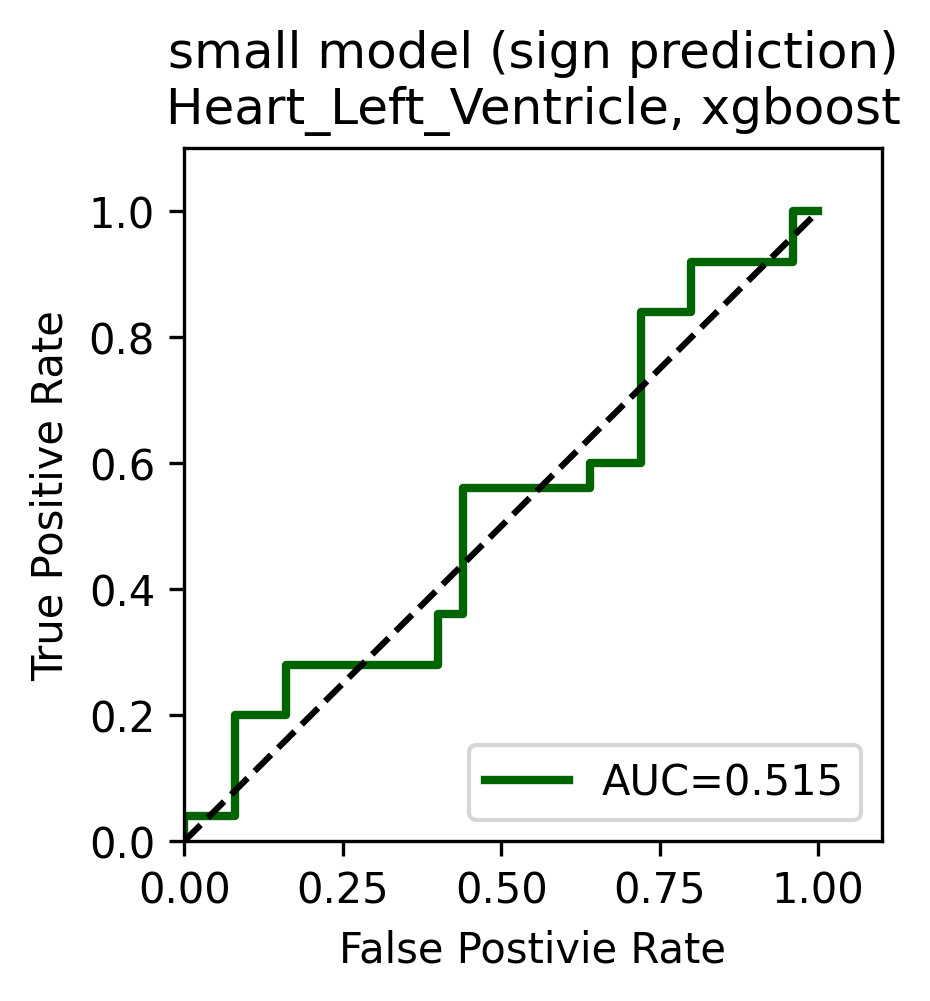 small model (sign prediction)
Heart_Left_Ventricle, xgboost
1.0
0.8
0.6
0.4
0.2
0.0
True Positive Rate
AUC=0.515
0.00 0.25 0.50 0.75 1.00
False Postivie Rate